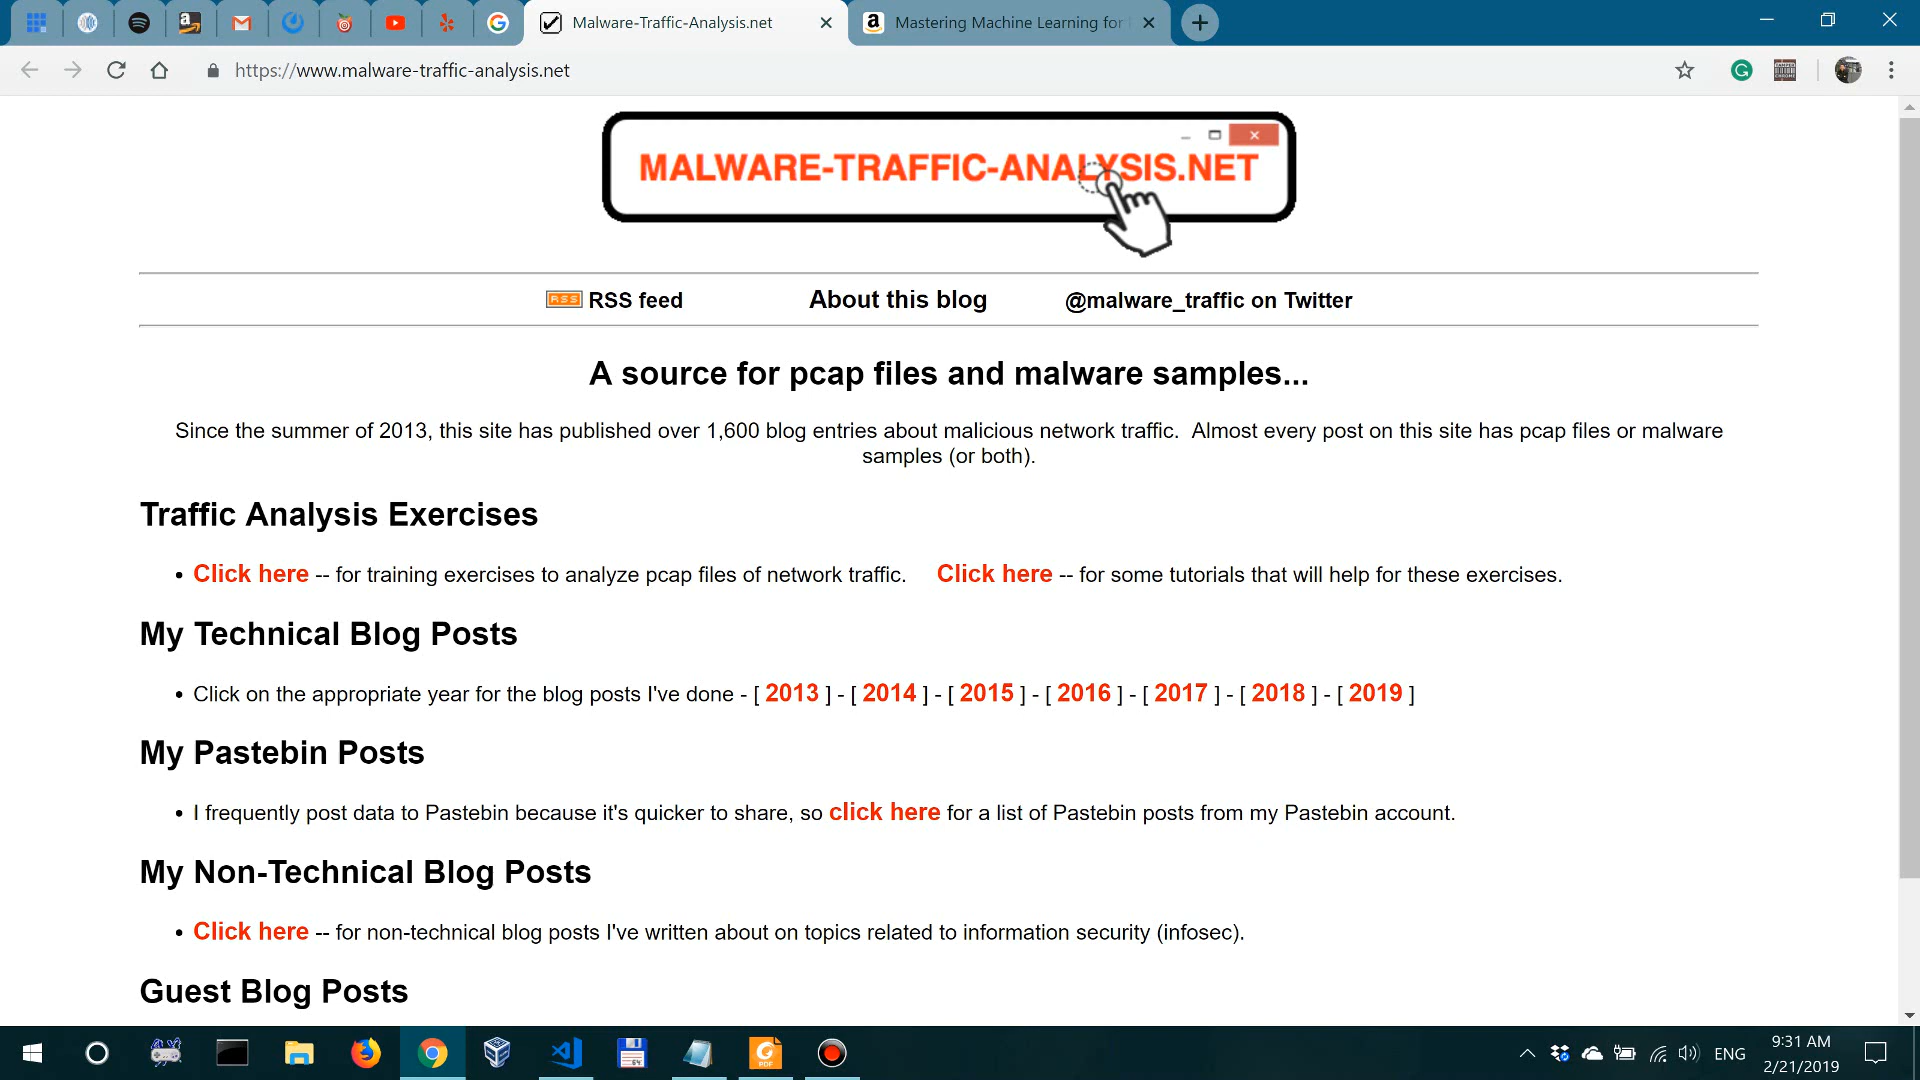 Malware-Traffic-Analysis.net
Mastering Machine Learning for
https://www.malware-traffic-analysis.net
MALWARE-TRAFFIC-ANALYSIS.NET
RSS RSS feed About this blog @malware_traffic on Twitter
A source for pcap files and malware samples...
Since the summer of 2013, this site has published over 1,600 blog entries about malicious network traffic. Almost every post on this site has pcap files or malware
samples (or both).
Traffic Analysis Exercises
• Click here -- for training exercises to analyze pcap files of network traffic. Click here -- for some tutorials that will help for these exercises.
My Technical Blog Posts
• Click on the appropriate year for the blog posts I've done - [ 2013 ] - [ 2014 ] - [ 2015 ] - [ 2016 ] - [ 2017 ] - [ 2018 ] - [ 2019 ]
My Pastebin Posts
• I frequently post data to Pastebin because it's quicker to share, so click here for a list of Pastebin posts from my Pastebin account.
My Non-Technical Blog Posts
• Click here -- for non-technical blog posts I've written about on topics related to information security (infosec).
Guest Blog Posts
ENG
9:31 AM
2/21/2019